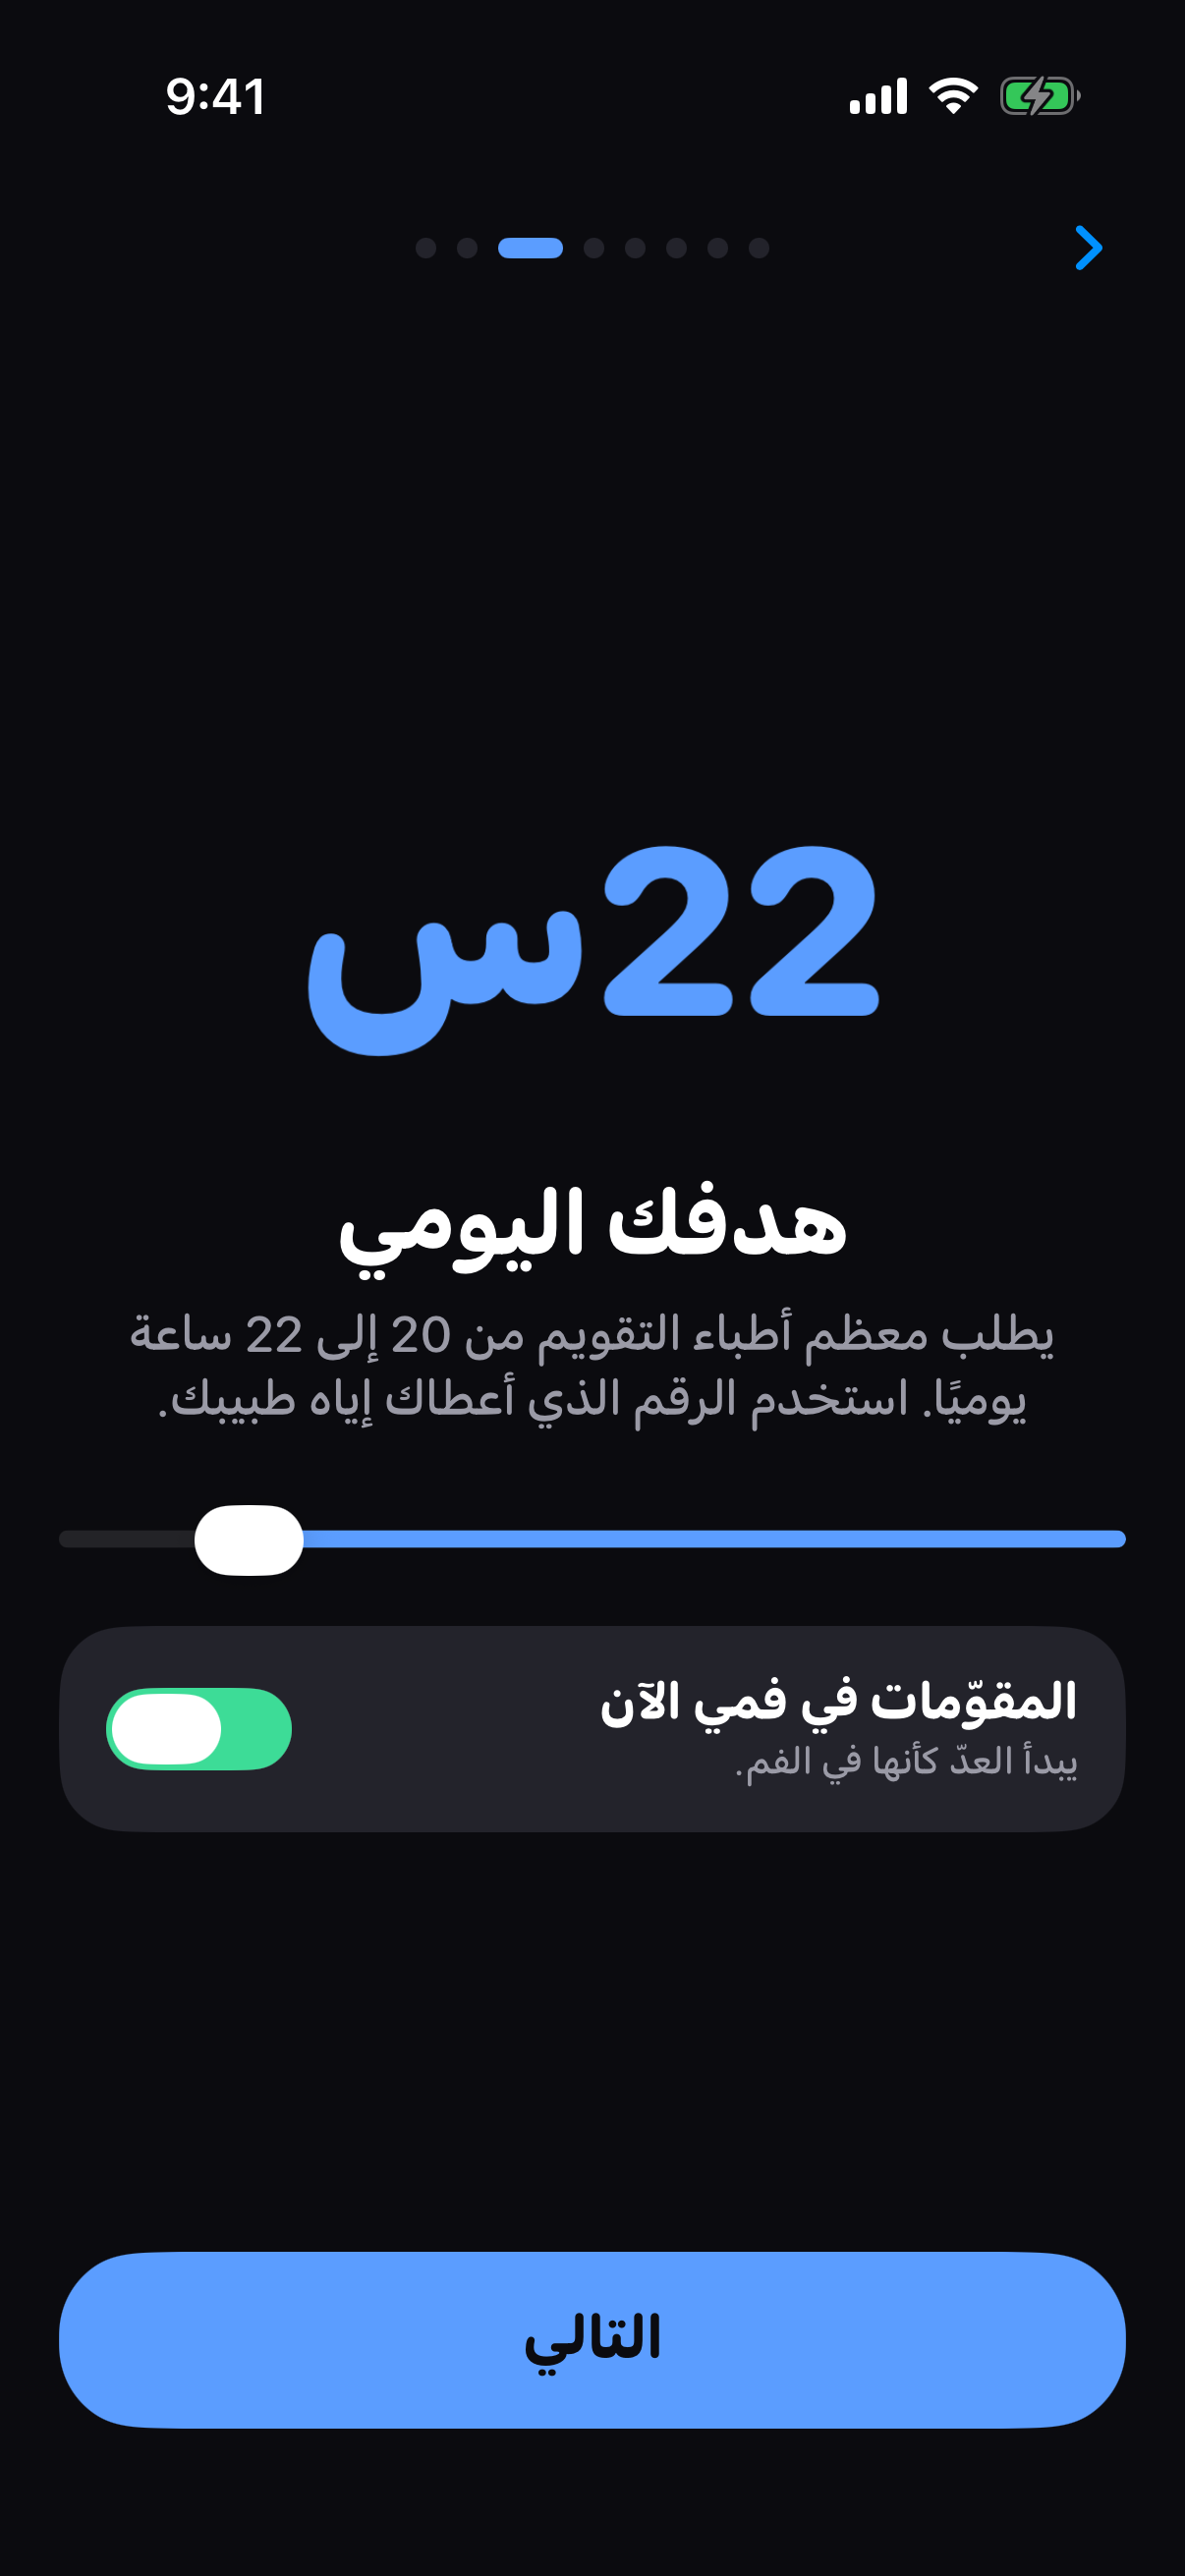 9:41
22س
هدفك اليومي
يطلب معظم أطباء التقويم من 20 إلى 22 ساعة
يوميًا. استخدم الرقم الذي أعطاك إياه طبيبك.
المقوّمات في فمي الآن
يبدأ العدّ كأنها في الفم.
التالي